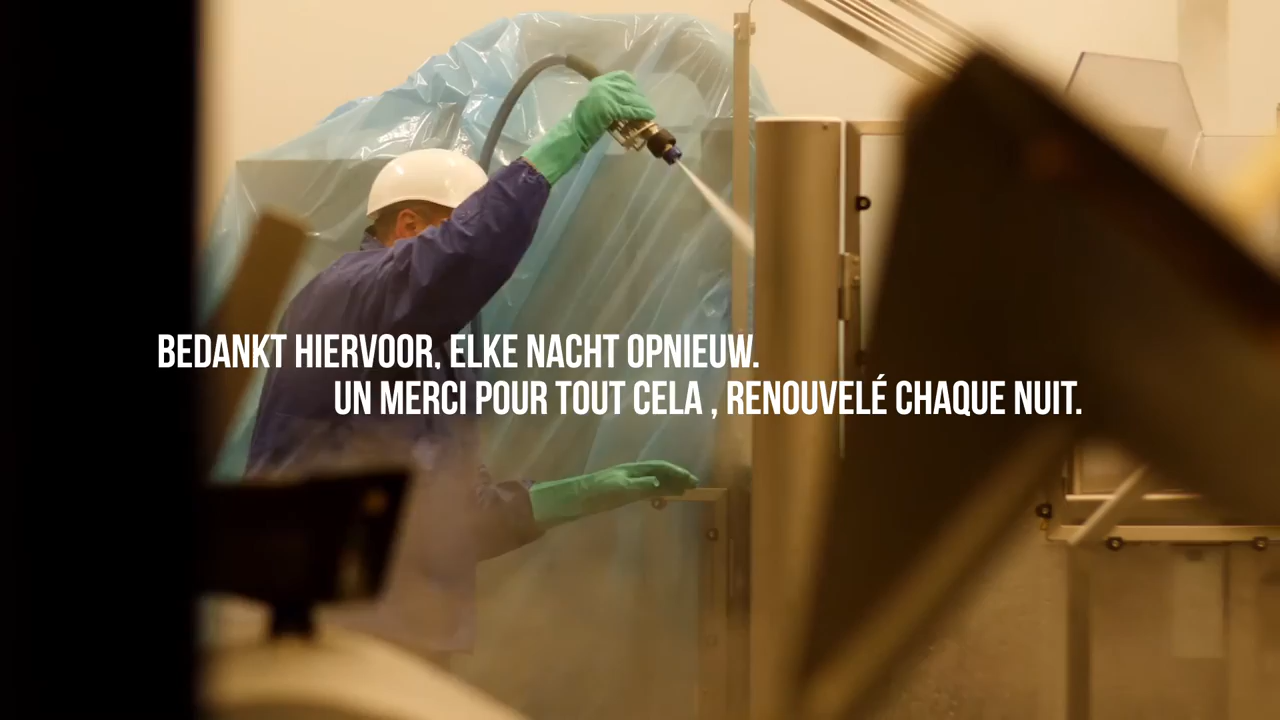 BEDANKT HIERVOOR, ELKE NACHT OPNIEUW.
UN MERCI POUR TOUT CELA , RENOUVELÉ CHAQUE NUIT.